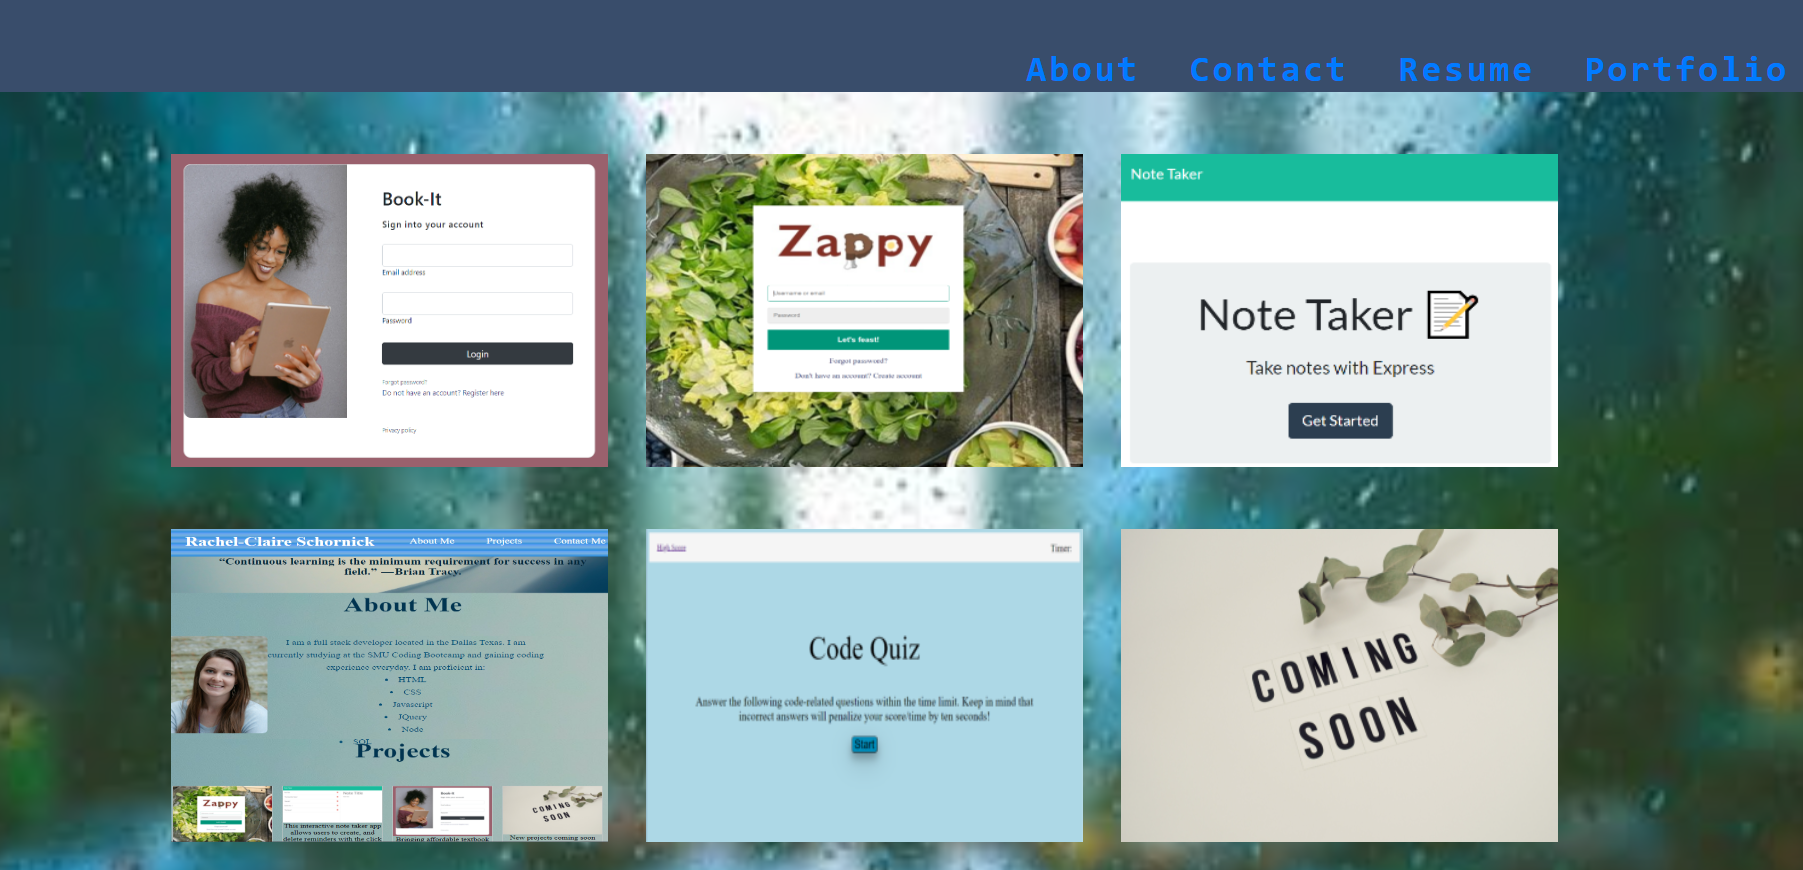 About Contact Resume Portfolio
Book-It
Sign into your account
Email address
Password
Login
Forgot password?
Do not have an account? Register here
Privacy policy
Zappy
Username or email
Password
Let's feast!
Forgot password?
Don't have an account? Create account
Note Taker
Note Taker
Take notes with Express
Get Started
Rachel-Claire Schornick About Me Projects Contact Me
“Continuous learning is the minimum requirement for success in any
field.” —Brian Tracy.
About Me
I am a full stack developer located in the Dallas Texas. I am
currently studying at the SMU Coding Bootcamp and gaining coding
experience everyday. I am proficient in:
• HTML
• CSS
• Javascript
• JQuery
• Node
• SQL
Projects
Zappy
Book-It
COMING
SOON
This interactive note taker app
allows users to create, and
delete reminders with the click
Bringing affordable textbook
New projects coming soon
High Score Timer:
Code Quiz
Answer the following code-related questions within the time limit. Keep in mind that
incorrect answers will penalize your score/time by ten seconds!
Start
COMING
SOON